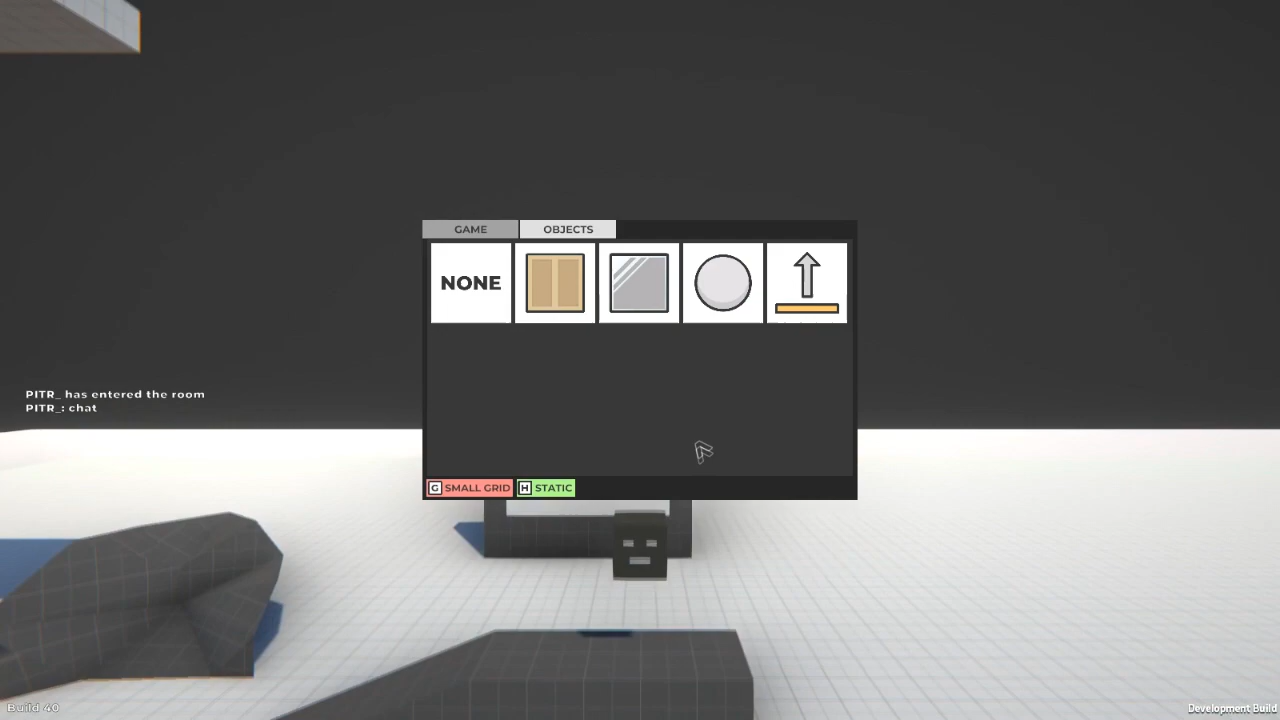 GAME
OBJECTS
NONE
PITR_ has entered the room
PITR_: chat
G SMALL GRID
H STATIC
Build 40
Development Build